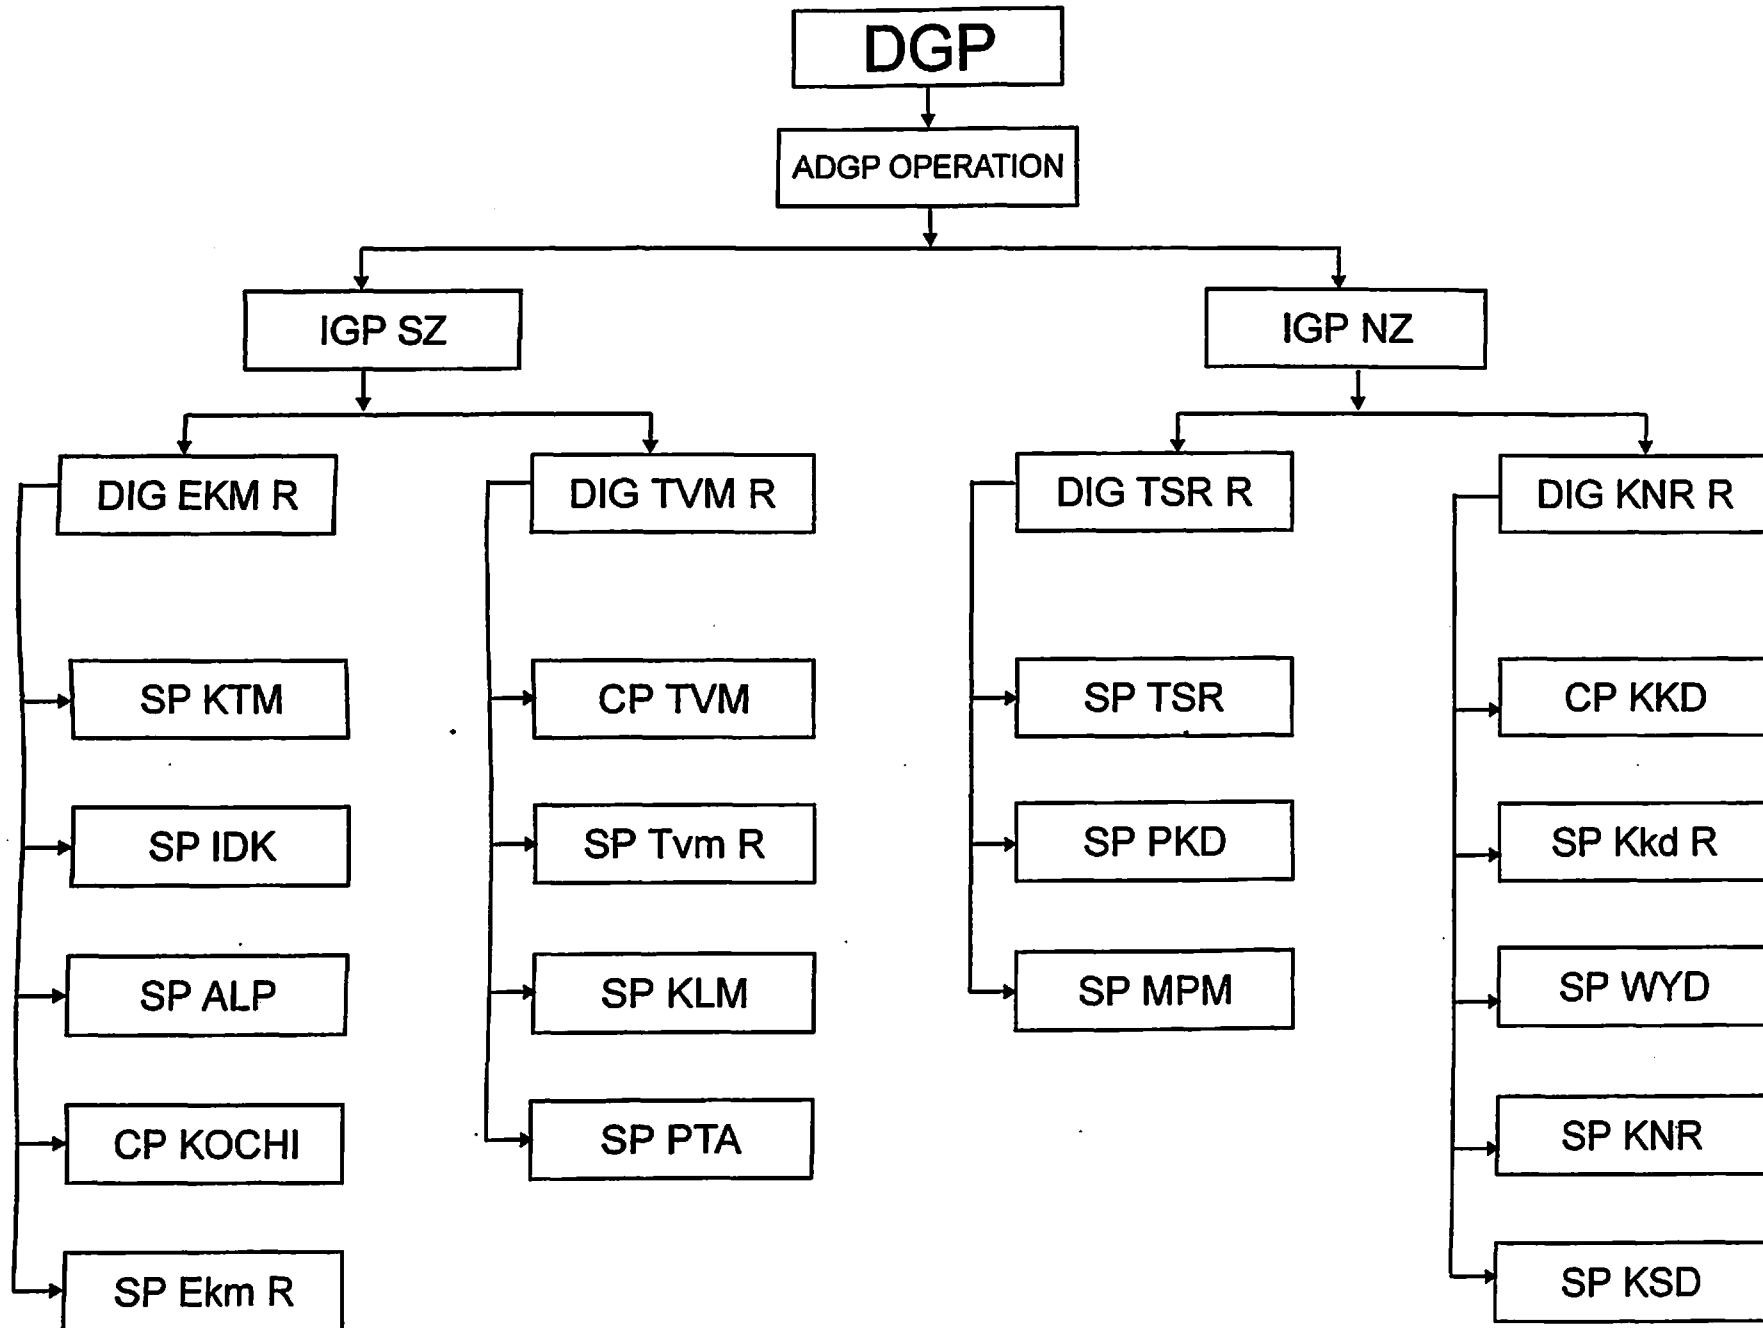 DGP
ADGP OPERATION
IGP SZ
IGP NZ
DIG EKM R
DIG TVM R
DIG TSR R
DIG KNR R
SP KTM
CP TVM
SP TSR
CP KKD
SP IDK
SP Tvm R
SP PKD
SP Kkd R
SP ALP
SP KLM
SP MPM
SP WYD
CP KOCHI
SP PTA
SP KNR
SP Ekm R
SP KSD